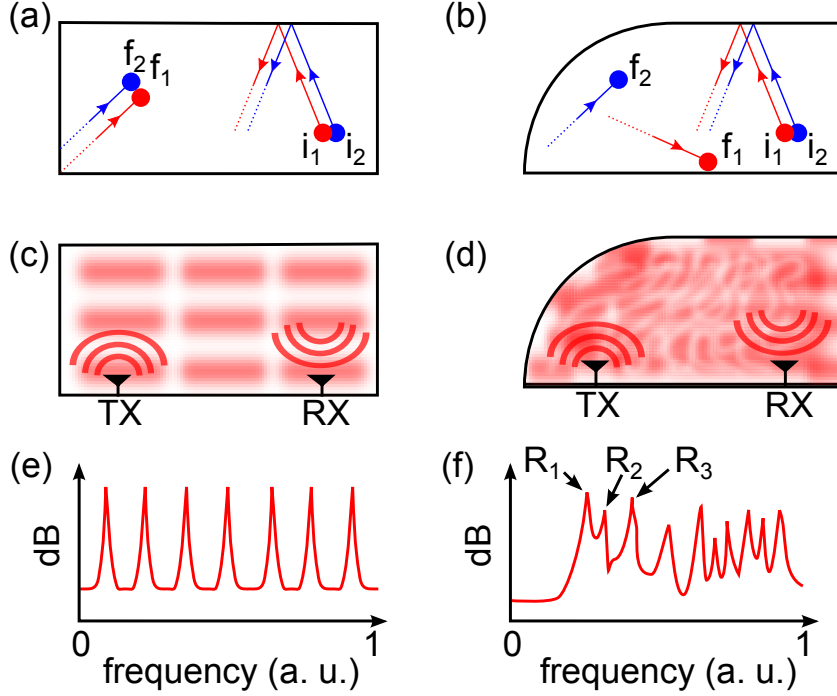 (a)
f₂ f₁
i₁ i₂
(b)
f₂
f₁
i₁ i₂
(c)
TX RX
(d)
TX RX
(e)
dB
0 1
frequency (a. u.)
(f)
R₁ R₂ R₃
dB
0 1
frequency (a. u.)